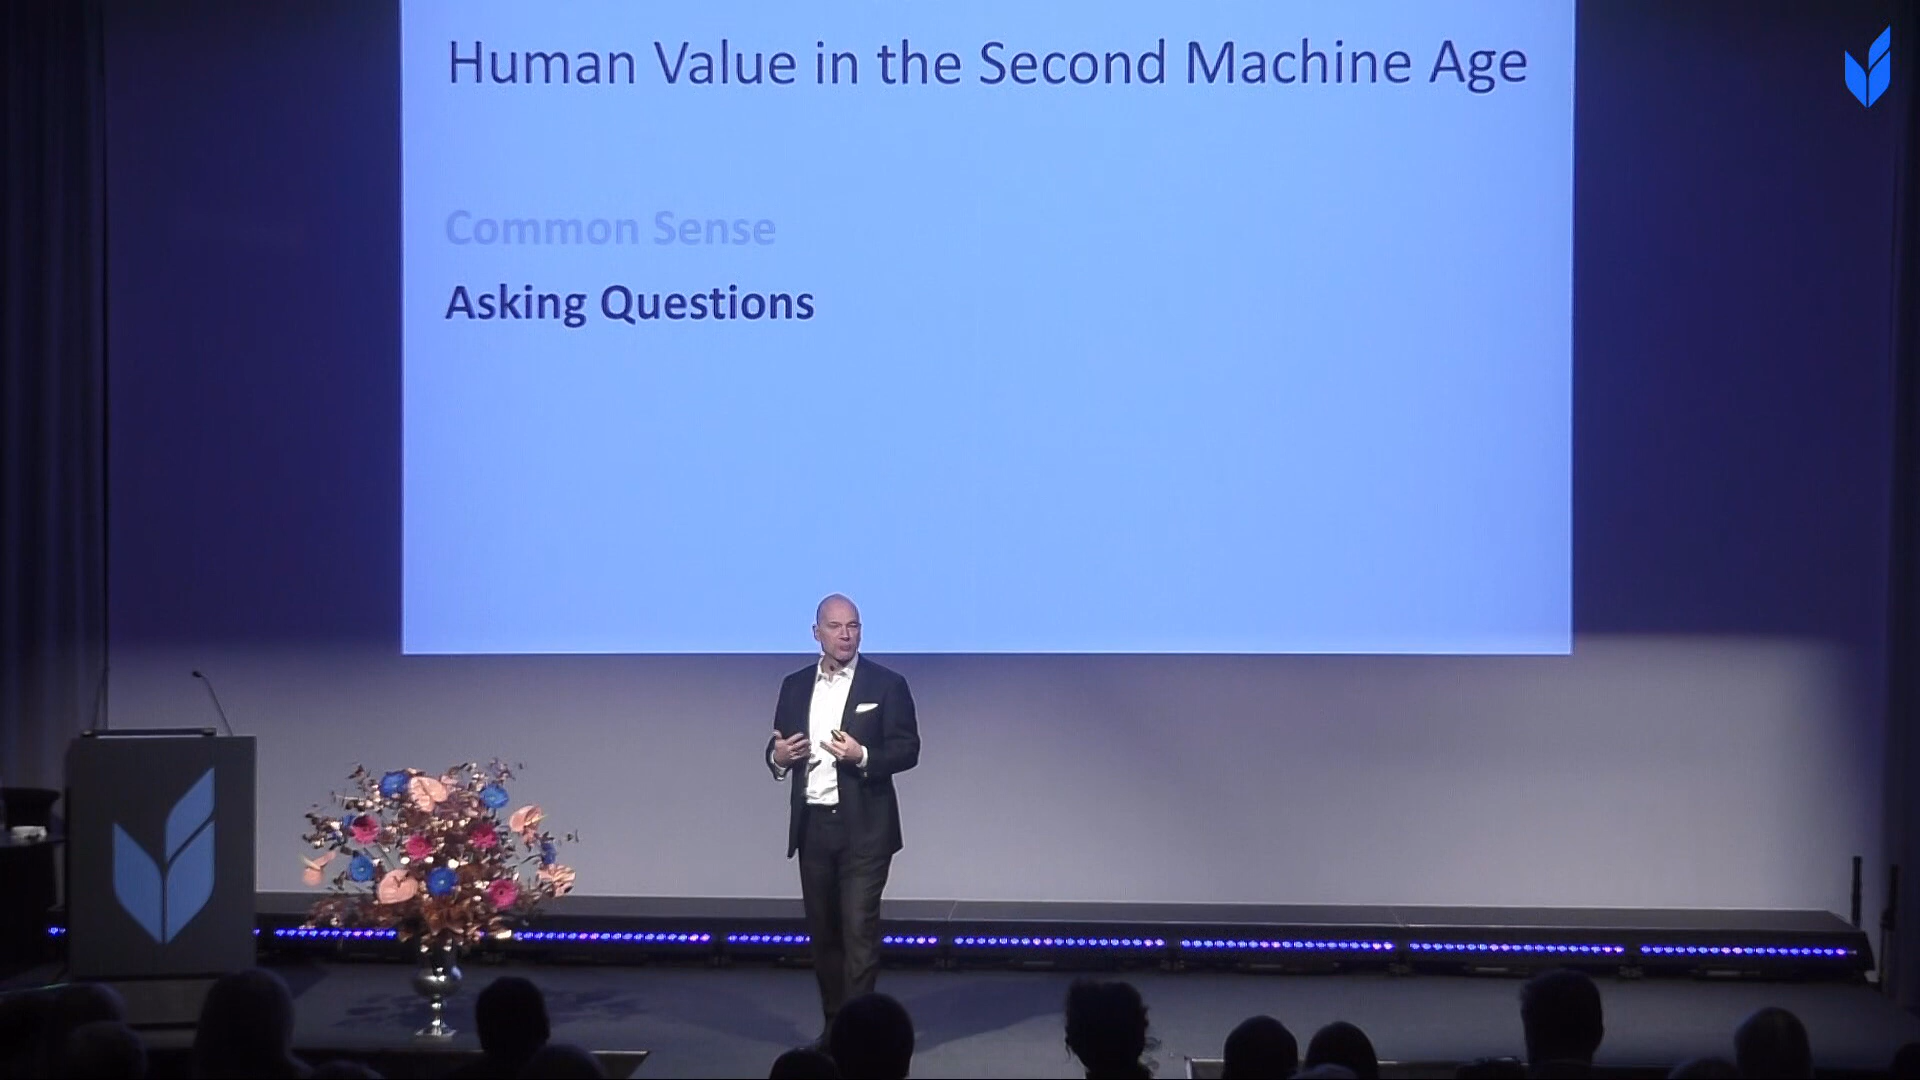 Human Value in the Second Machine Age
Common Sense
Asking Questions